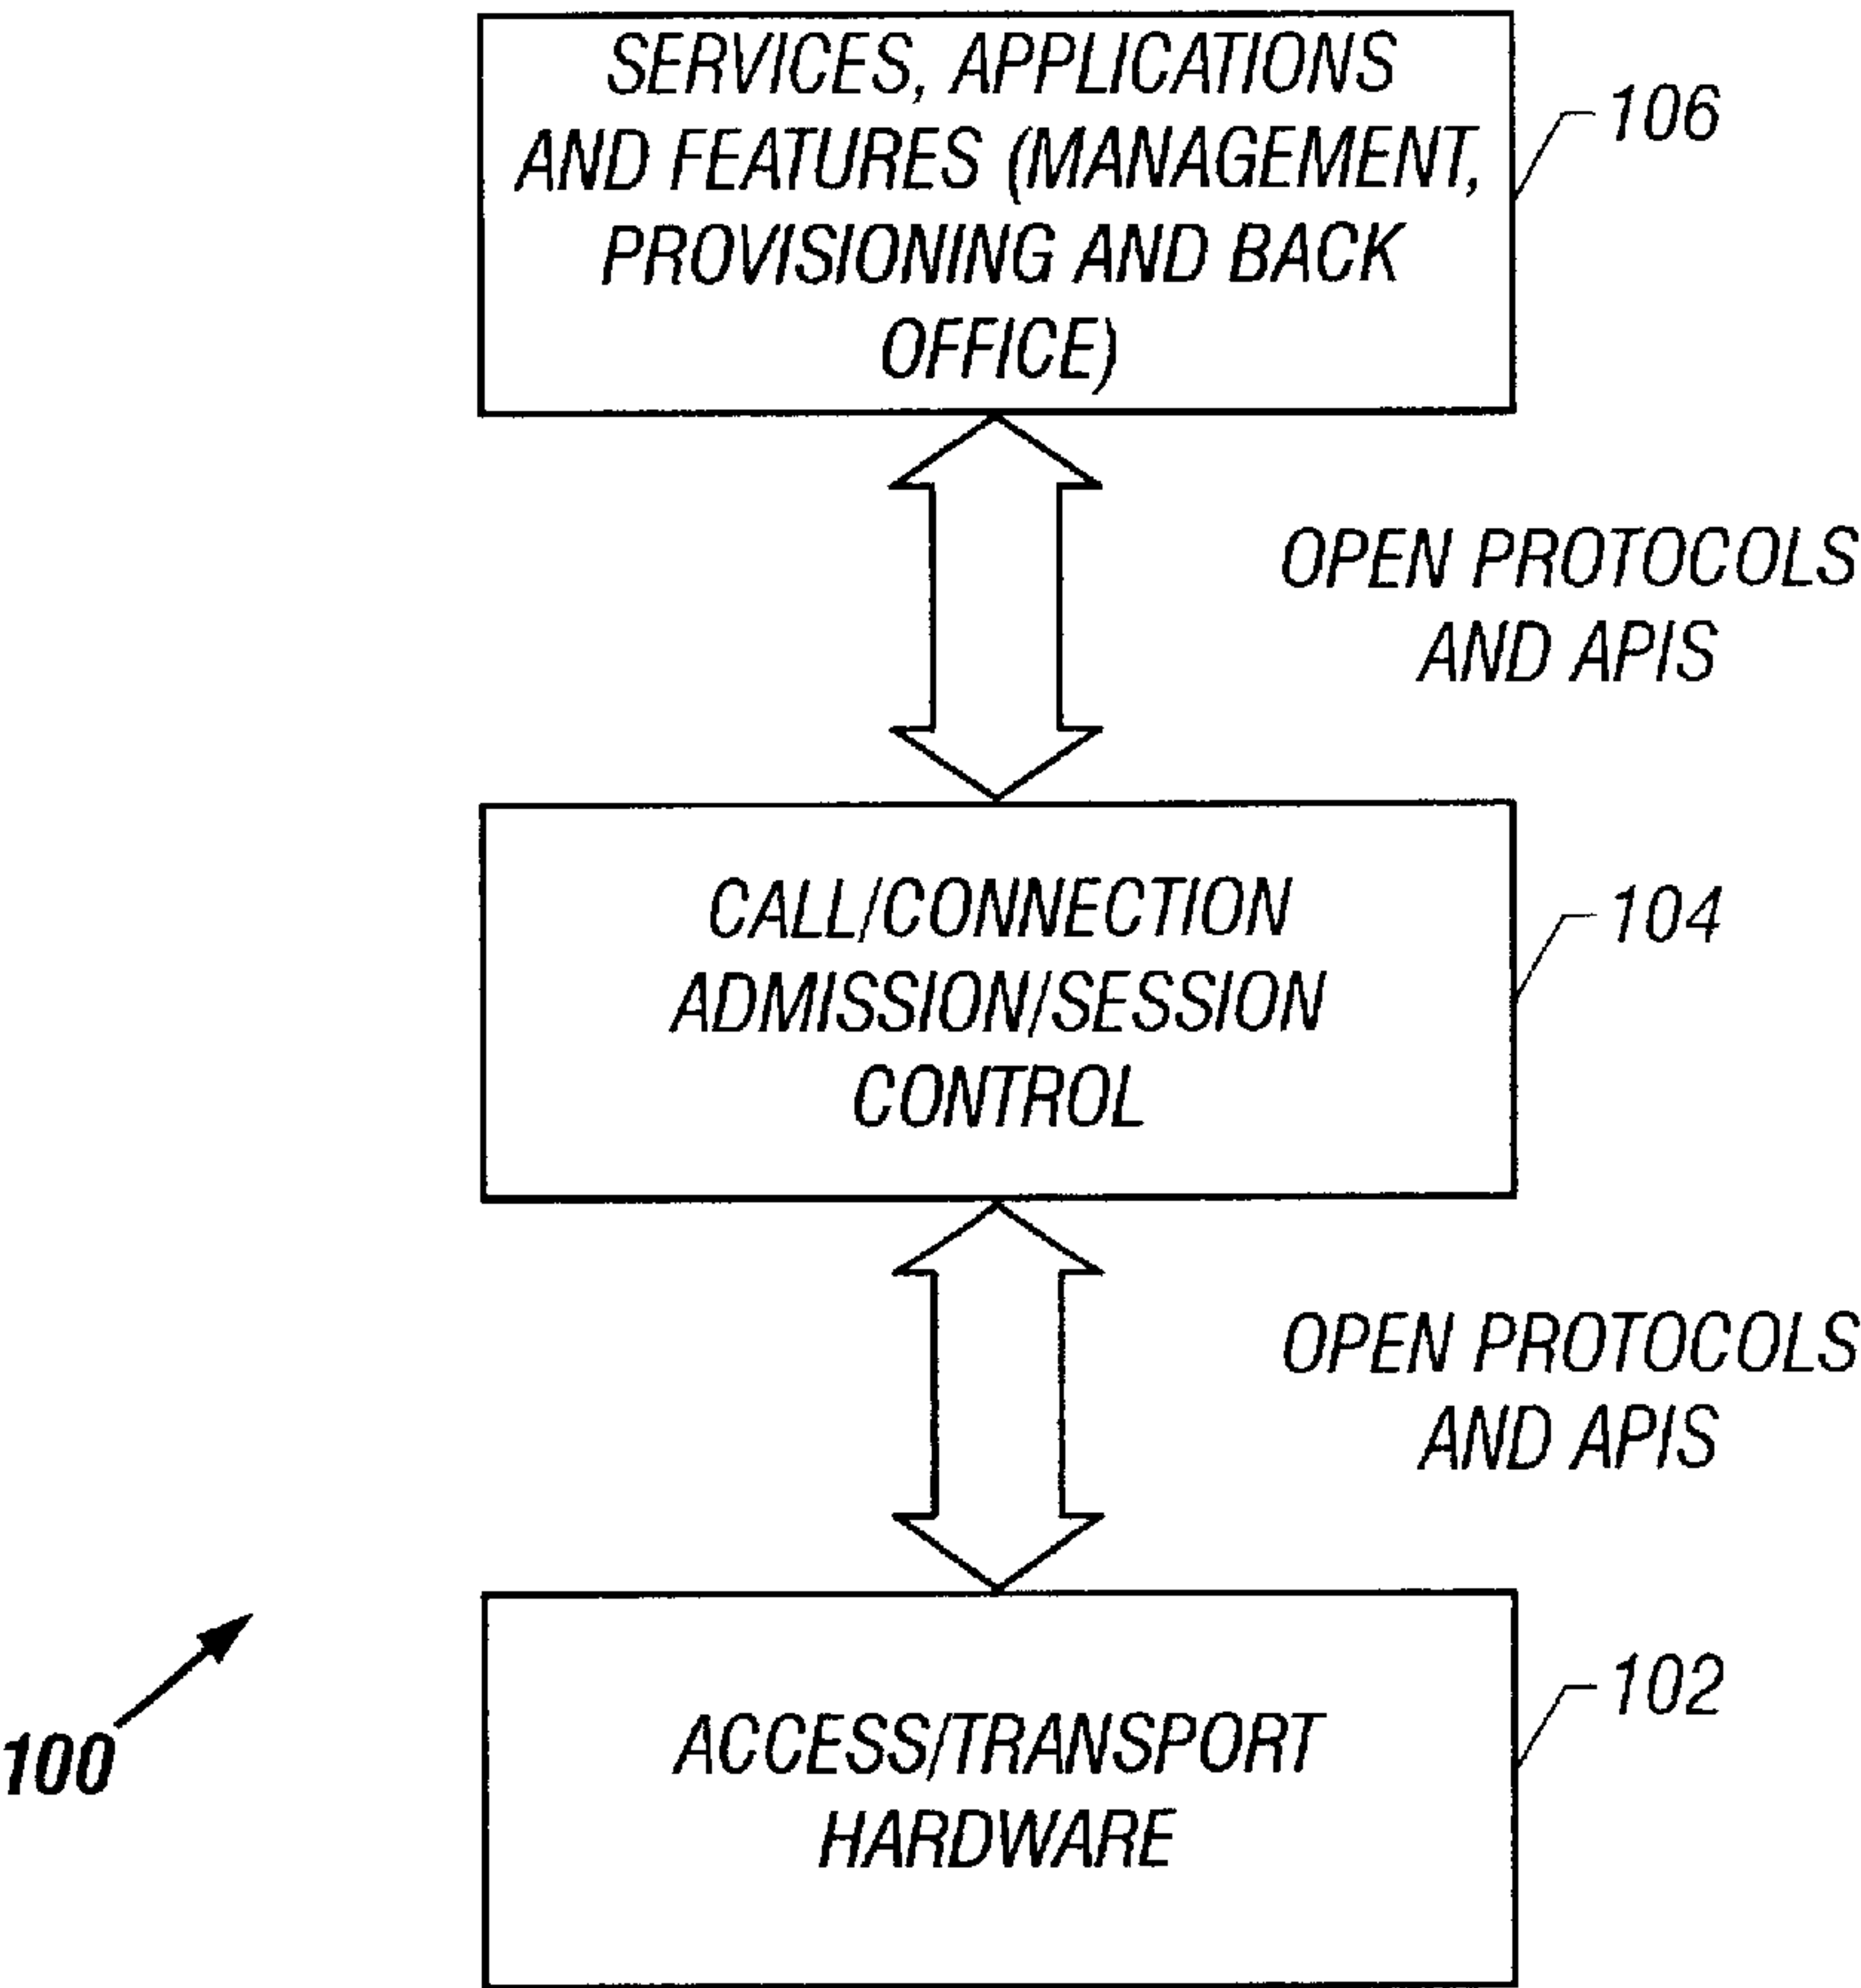 SERVICES, APPLICATIONS
AND FEATURES (MANAGEMENT,
PROVISIONING AND BACK
OFFICE)
106
OPEN PROTOCOLS
AND APIS
CALL/CONNECTION
ADMISSION/SESSION
CONTROL
104
OPEN PROTOCOLS
AND APIS
ACCESS/TRANSPORT
HARDWARE
102
100